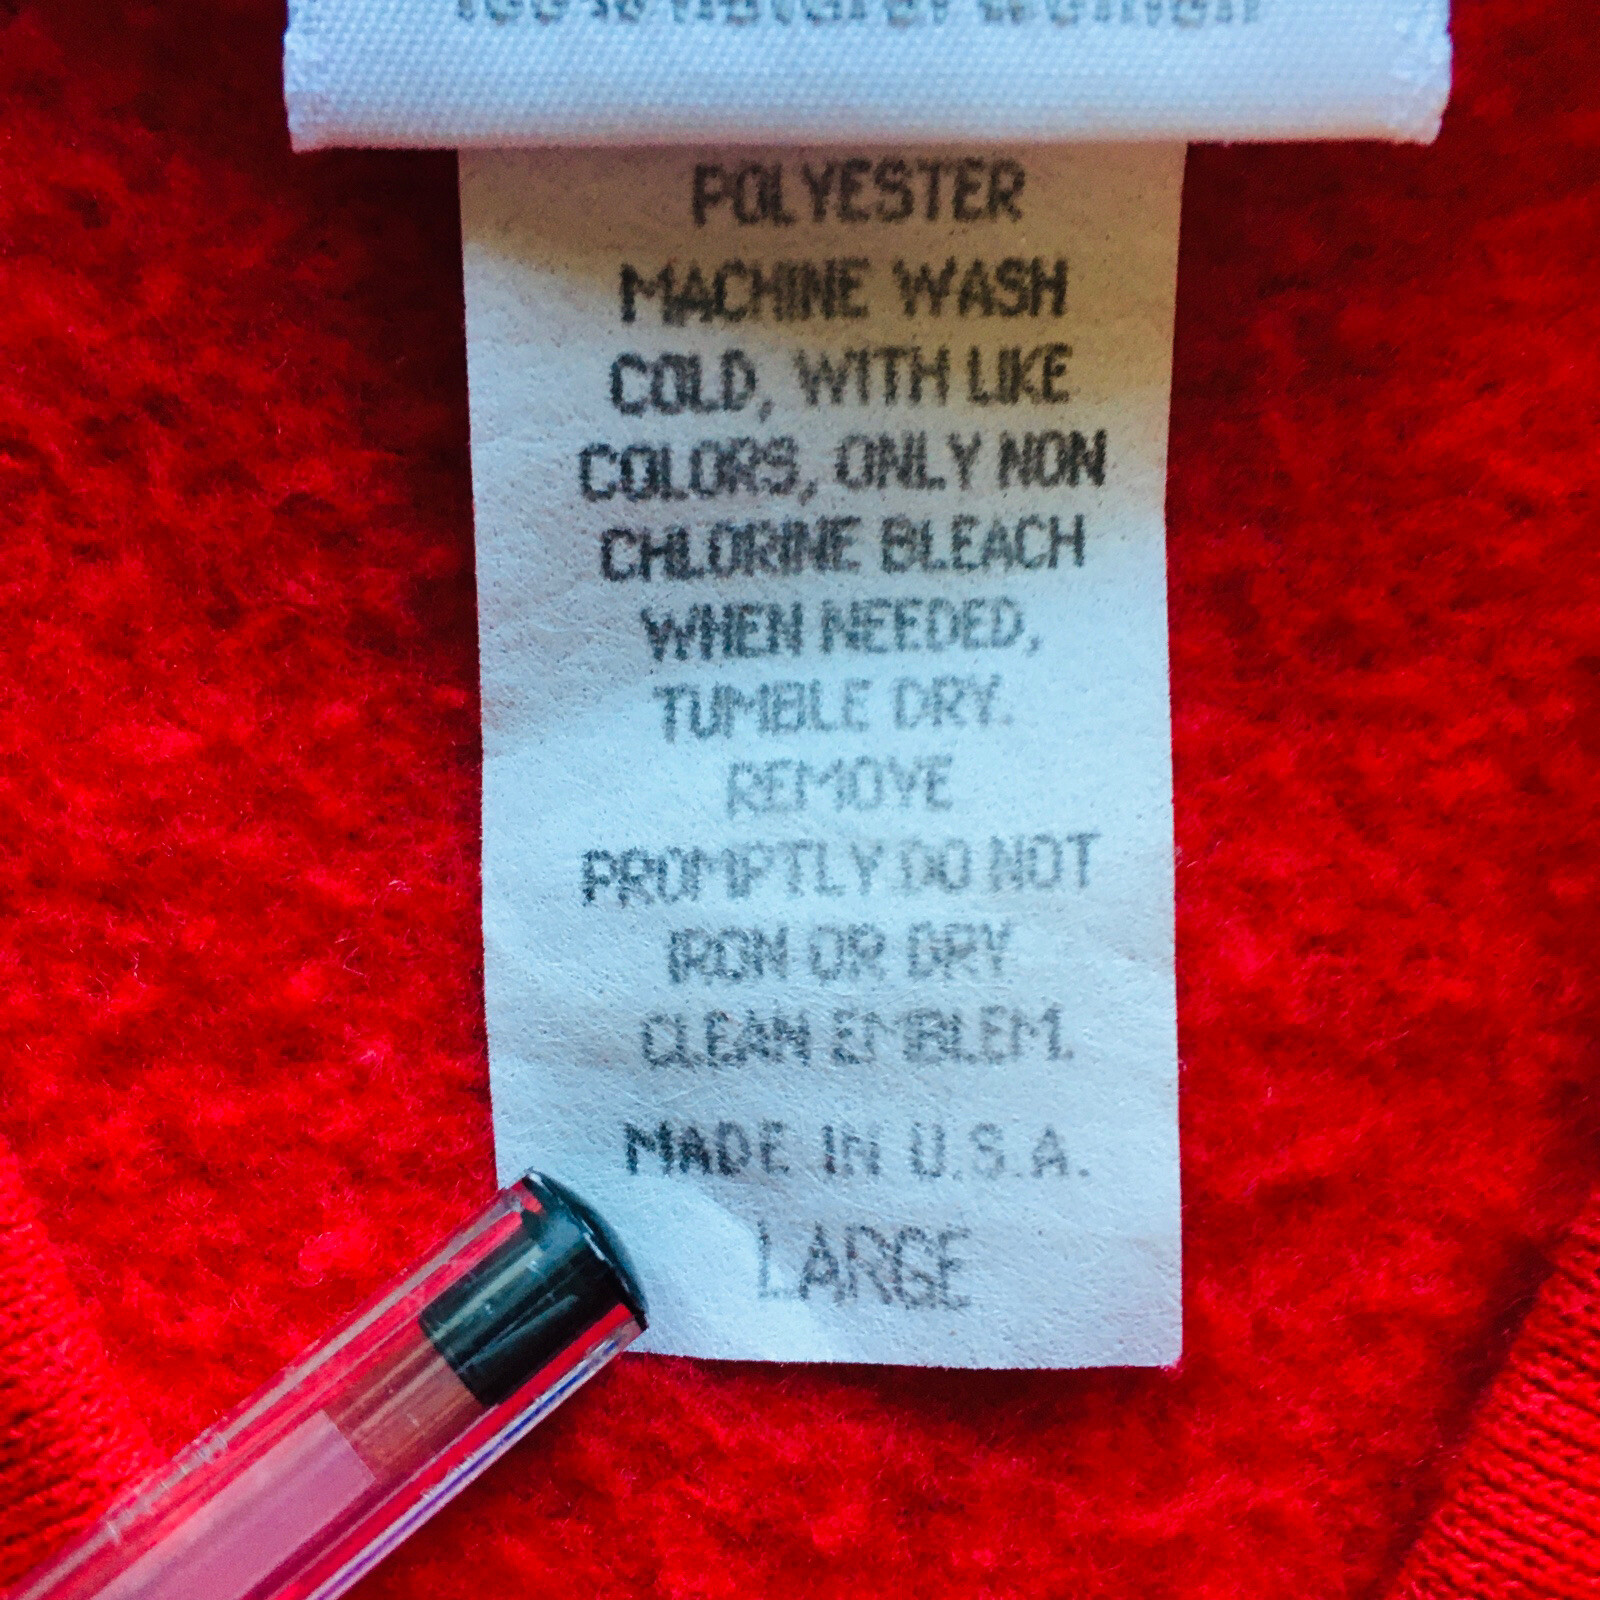 POLYESTER
MACHINE WASH
COLD, WITH LIKE
COLORS, ONLY NON
CHLORINE BLEACH
WHEN NEEDED,
TUMBLE DRY.
REMOVE
PROMPTLY DO NOT
IRON OR DRY
CLEAN EMBLEM.
MADE IN U.S.A.
LARGE